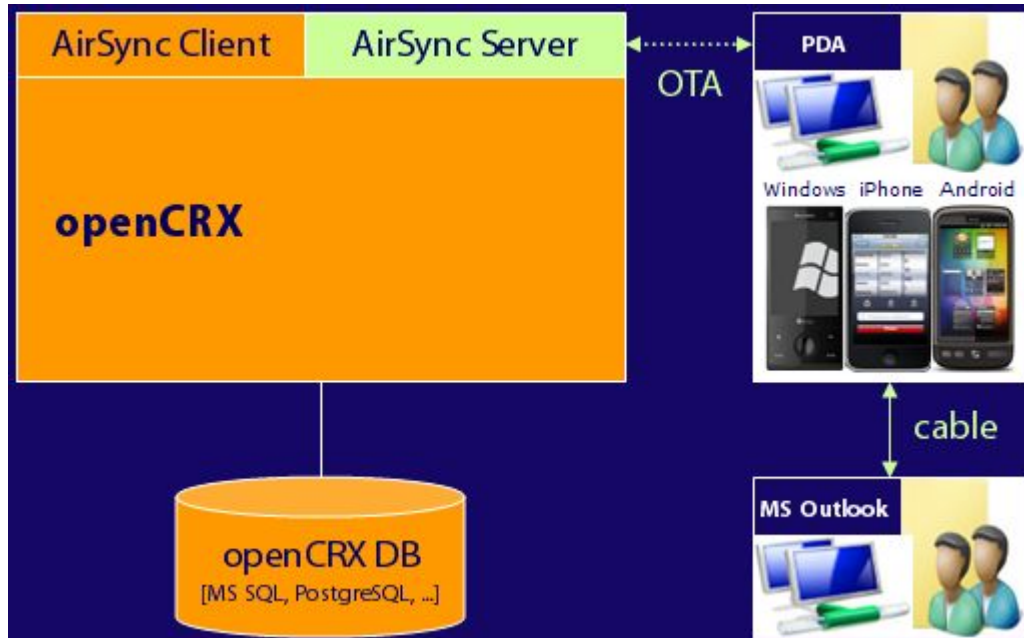 AirSync Client
AirSync Server
OTA
PDA
Windows iPhone Android
openCRX
cable
openCRX DB
[MS SQL, PostgreSQL, ...]
MS Outlook